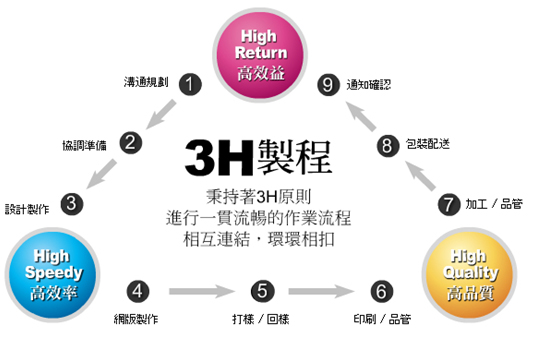 High
Return
高效益
1
溝通規劃
9
通知確認
2
協調準備
8
包裝配送
3H製程
秉持著3H原則
進行一貫流暢的作業流程
相互連結，環環相扣
3
設計製作
7
加工 / 品管
High
Speedy
高效率
High
Quality
高品質
4
網版製作
5
打樣 / 回樣
6
印刷 / 品管